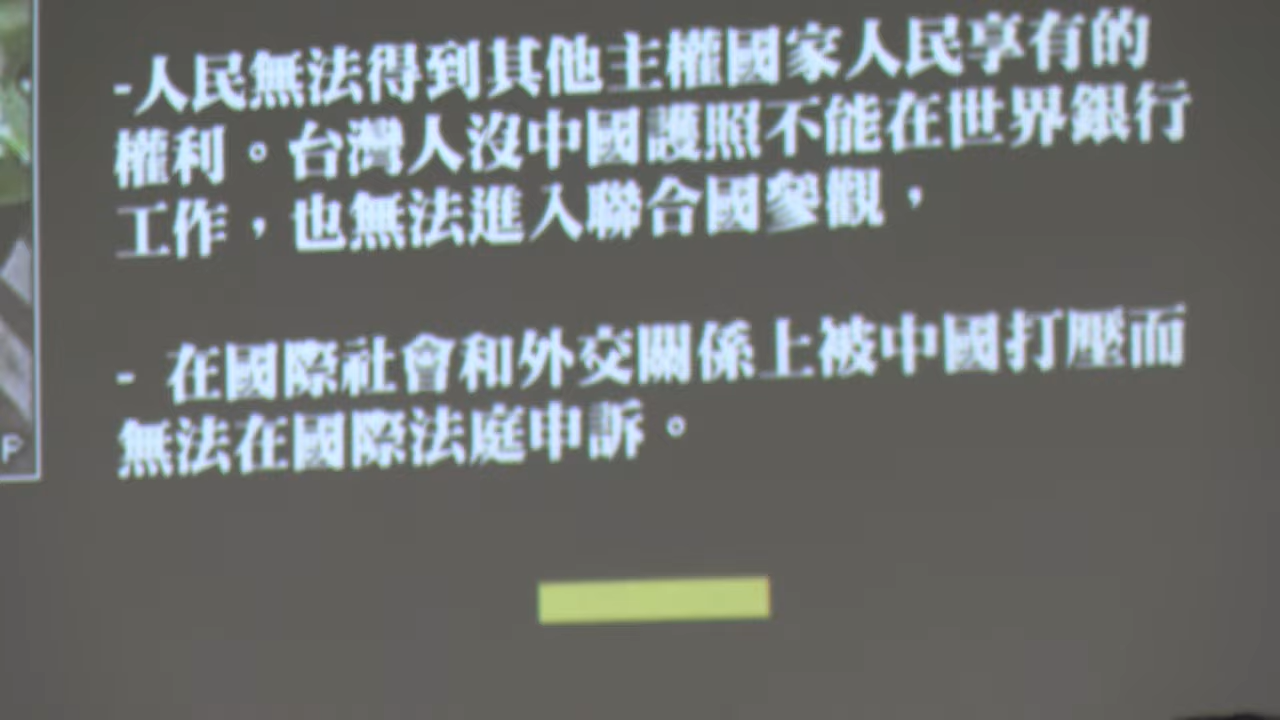 -人民無法得到其他主權國家人民享有的
權利。台灣人沒中國護照不能在世界銀行
工作，也無法進入聯合國參觀，
- 在國際社會和外交關係上被中國打壓而
無法在國際法庭申訴。
P